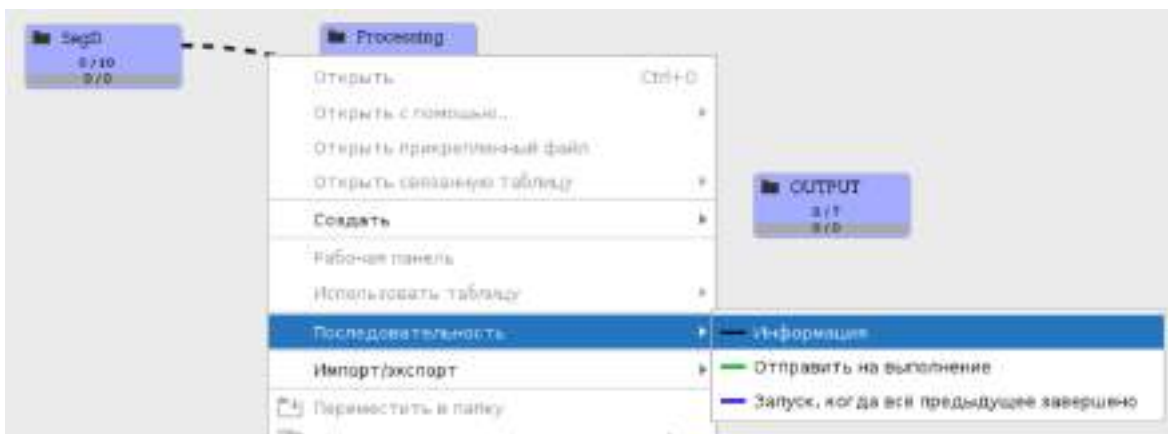 SegD
Processing
0/10
0/0
Открыть Ctrl+O
Открыть с помощью...
Открыть прикрепленный файл
Открыть связанную таблицу
OUTPUT
0/7
0/0
Создать
Рабочая панель
Использовать таблицу
Последовательность
Информация
Импорт/экспорт
Отправить на выполнение
Переместить в папку
Запуск, когда всё предыдущее завершено